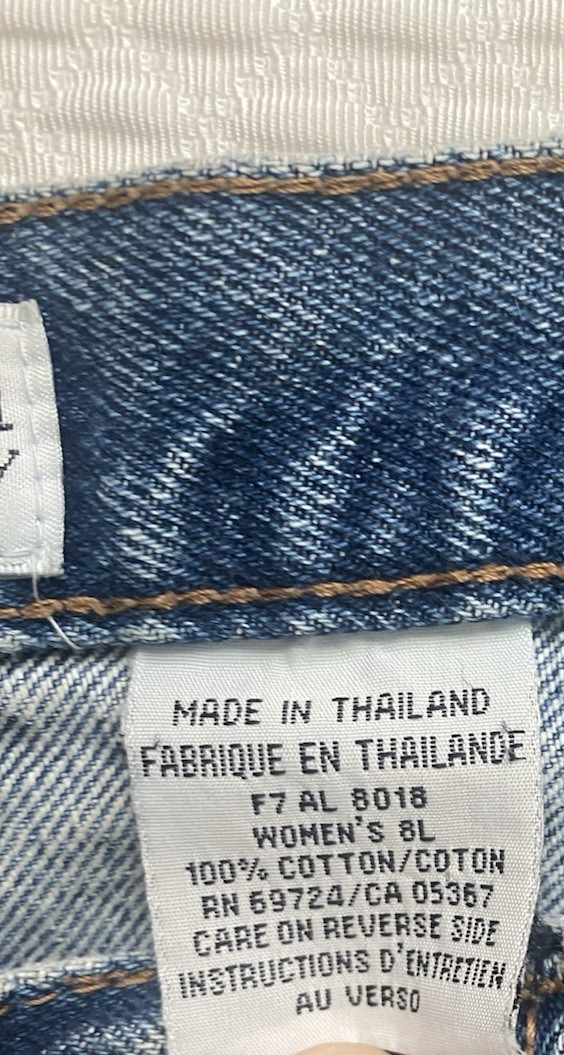 MADE IN THAILAND
FABRIQUE EN THAILANDE
F7 AL 8018
WOMEN'S 8L
100% COTTON/COTON
RN 69724/CA 05367
CARE ON REVERSE SIDE
INSTRUCTIONS D'ENTRETIEN
AU VERSO